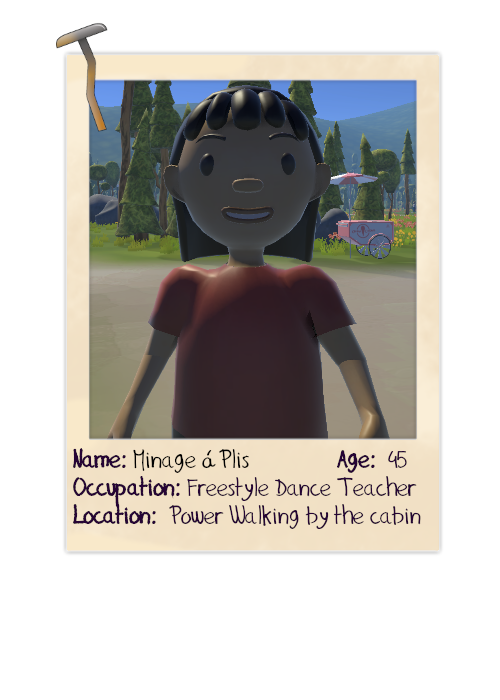 Name: Minage á Plis Age: 45
Occupation: Freestyle Dance Teacher
Location: Power Walking by the cabin